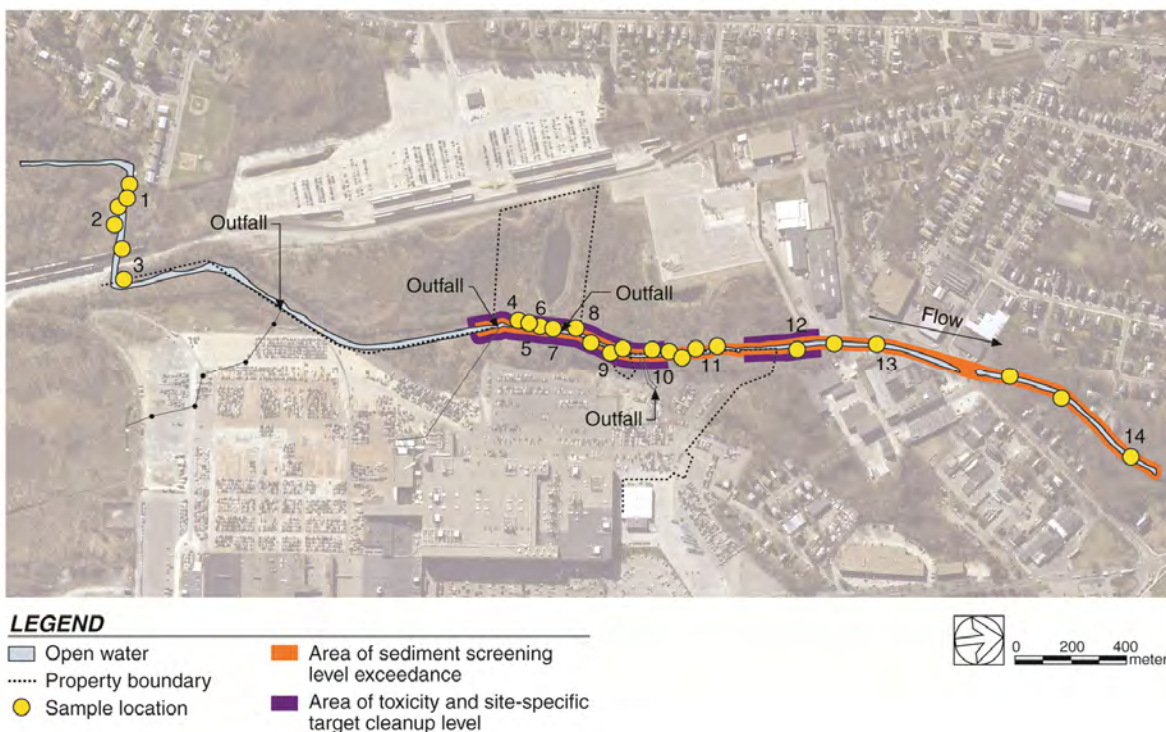 1
2
3
Outfall
Outfall
4
6
Outfall
8
5
7
9
10
11
Outfall
12
Flow
13
14
LEGEND
Open water
Property boundary
Sample location
Area of sediment screening
level exceedance
Area of toxicity and site-specific
target cleanup level
0 200 400
meter